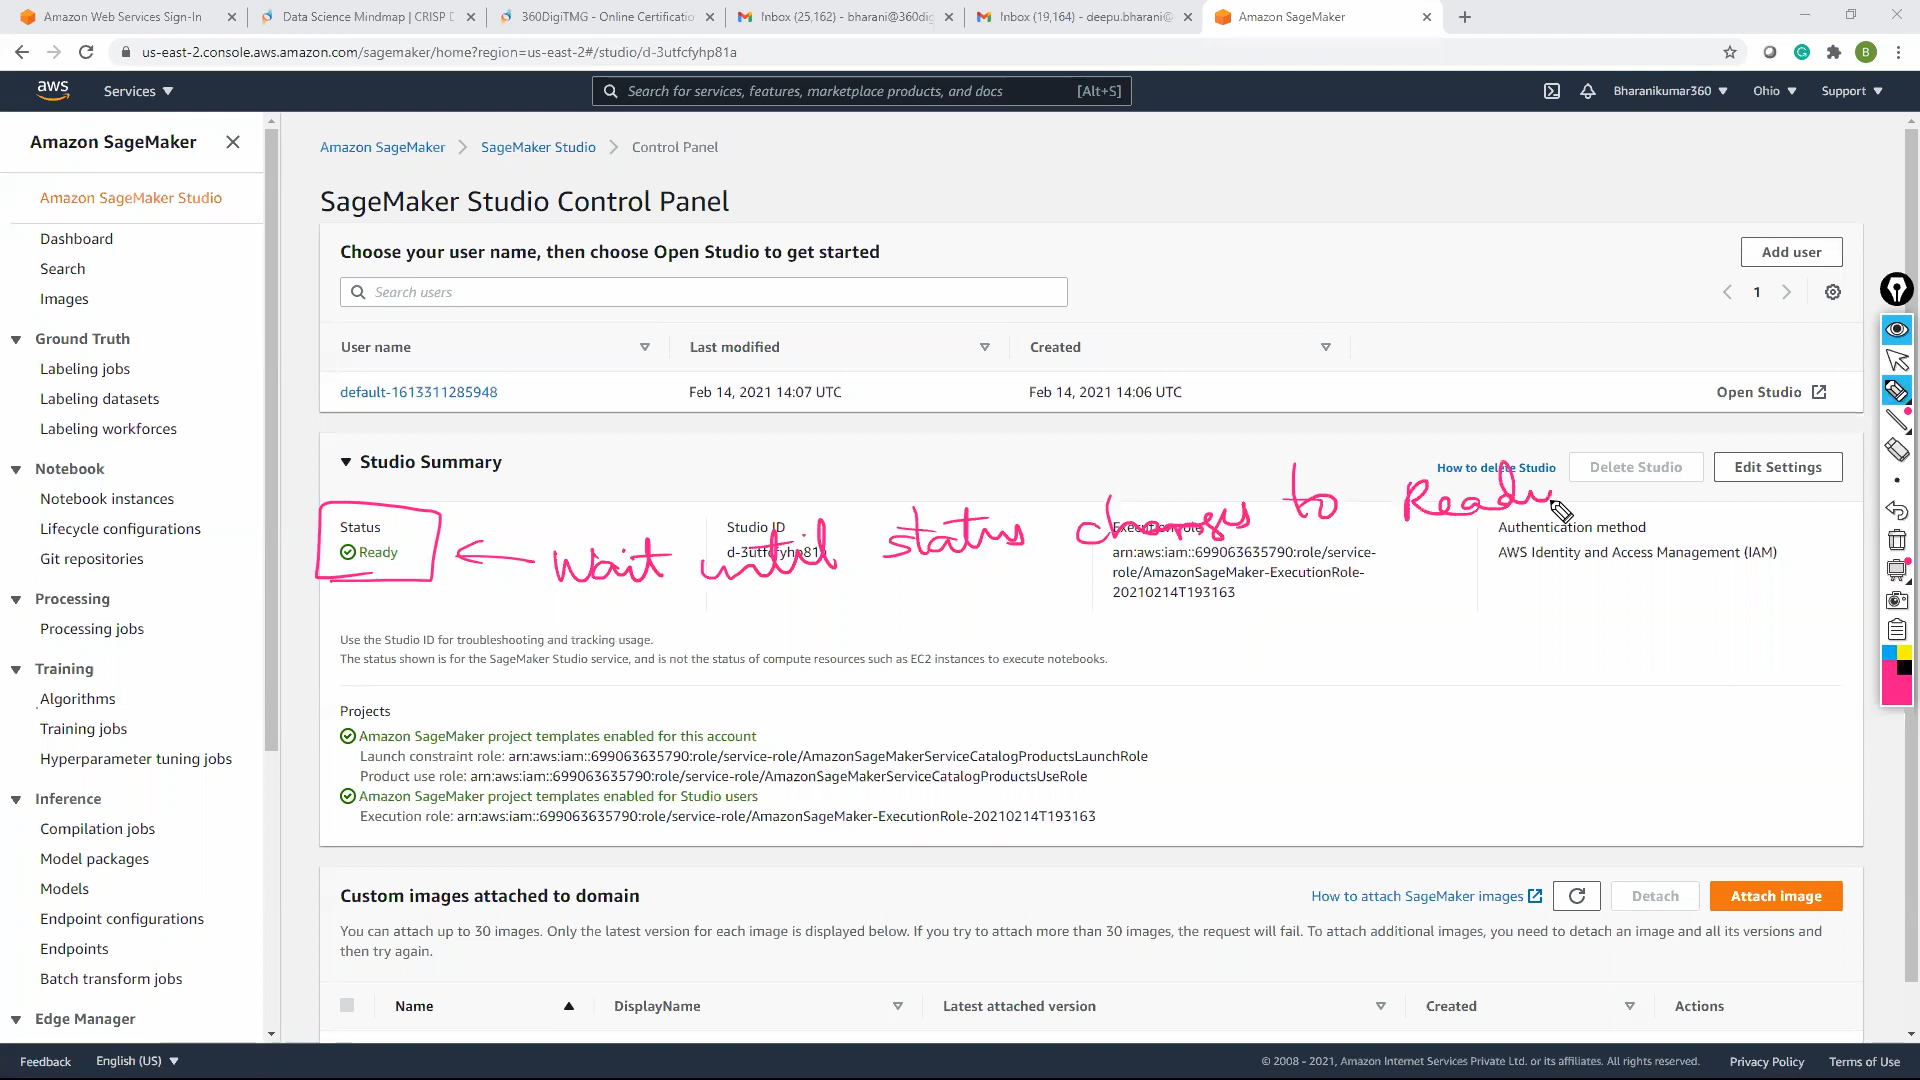 Amazon Web Services Sign-In
Data Science Mindmap | CRISP D
360DigiTMG - Online Certificatio
Inbox (25,162) - bharani@360dig
Inbox (19,164) - deepu.bharani@
Amazon SageMaker
us-east-2.console.aws.amazon.com/sagemaker/home?region=us-east-2#/studio/d-3utfcfyhp81a
B
aws
Services
Search for services, features, marketplace products, and docs
[Alt+S]
Bharanikumar360
Ohio
Support
Amazon SageMaker
Amazon SageMaker Studio
Dashboard
Search
Images
Ground Truth
Labeling jobs
Labeling datasets
Labeling workforces
Notebook
Notebook instances
Lifecycle configurations
Git repositories
Processing
Processing jobs
Training
Algorithms
Training jobs
Hyperparameter tuning jobs
Inference
Compilation jobs
Model packages
Models
Endpoint configurations
Endpoints
Batch transform jobs
Edge Manager
Amazon SageMaker > SageMaker Studio > Control Panel
SageMaker Studio Control Panel
Choose your user name, then choose Open Studio to get started
Add user
Search users
1
User name
Last modified
Created
default-1613311285948
Feb 14, 2021 14:07 UTC
Feb 14, 2021 14:06 UTC
Open Studio
Studio Summary
How to delete Studio
Delete Studio
Edit Settings
Status
Ready
Wait until status changes to Ready
Studio ID
d-3utfcfyhp81a
Execution role
arn:aws:iam::699063635790:role/service-
role/AmazonSageMaker-ExecutionRole-
20210214T193163
Authentication method
AWS Identity and Access Management (IAM)
Use the Studio ID for troubleshooting and tracking usage.
The status shown is for the SageMaker Studio service, and is not the status of compute resources such as EC2 instances to execute notebooks.
Projects
Amazon SageMaker project templates enabled for this account
Launch constraint role: arn:aws:iam::699063635790:role/service-role/AmazonSageMakerServiceCatalogProductsLaunchRole
Product use role: arn:aws:iam::699063635790:role/service-role/AmazonSageMakerServiceCatalogProductsUseRole
Amazon SageMaker project templates enabled for Studio users
Execution role: arn:aws:iam::699063635790:role/service-role/AmazonSageMaker-ExecutionRole-20210214T193163
Custom images attached to domain
How to attach SageMaker images
Detach
Attach image
You can attach up to 30 images. Only the latest version for each image is displayed below. If you try to attach more than 30 images, the request will fail. To attach additional images, you need to detach an image and all its versions and
then try again.
Name
DisplayName
Latest attached version
Created
Actions
Feedback
English (US)
© 2008 - 2021, Amazon Internet Services Private Ltd. or its affiliates. All rights reserved.
Privacy Policy
Terms of Use